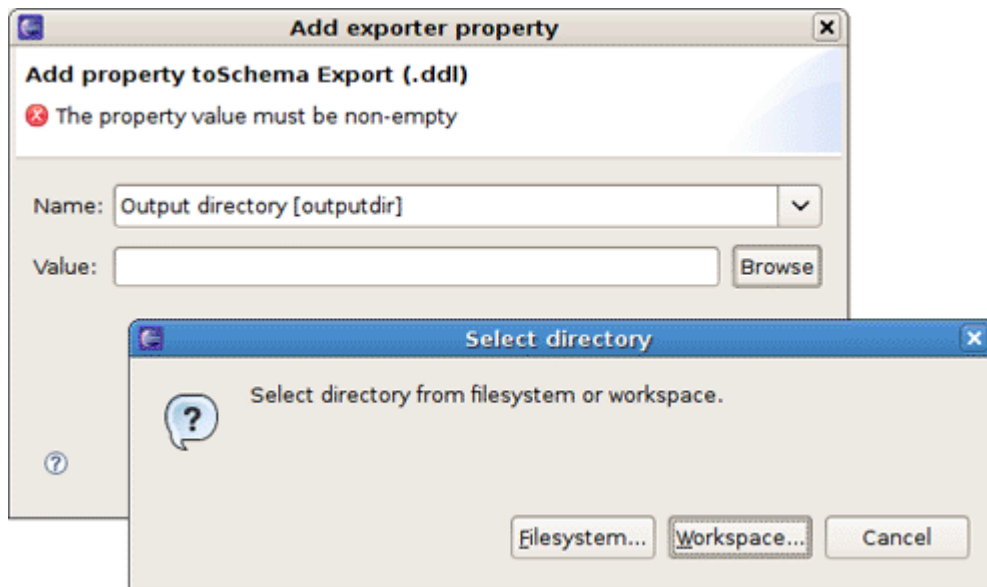 Add exporter property
Add property toSchema Export (.ddl)
The property value must be non-empty
Name: Output directory [outputdir]
Value: Browse
Select directory
Select directory from filesystem or workspace.
Filesystem... Workspace... Cancel